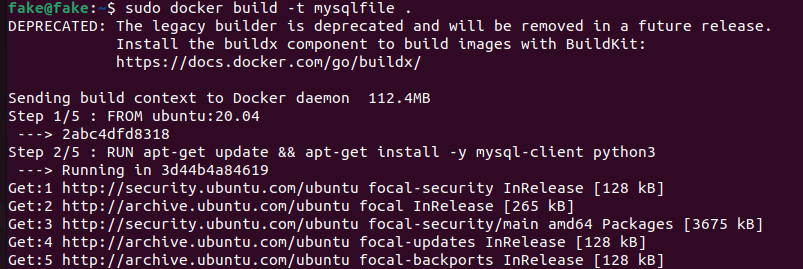 fake@fake:~$ sudo docker build -t mysqlfile .
DEPRECATED: The legacy builder is deprecated and will be removed in a future release.
            Install the buildx component to build images with BuildKit:
            https://docs.docker.com/go/buildx/

Sending build context to Docker daemon  112.4MB
Step 1/5 : FROM ubuntu:20.04
 ---> 2abc4dfd8318
Step 2/5 : RUN apt-get update && apt-get install -y mysql-client python3
 ---> Running in 3d44b4a84619
Get:1 http://security.ubuntu.com/ubuntu focal-security InRelease [128 kB]
Get:2 http://archive.ubuntu.com/ubuntu focal InRelease [265 kB]
Get:3 http://security.ubuntu.com/ubuntu focal-security/main amd64 Packages [3675 kB]
Get:4 http://archive.ubuntu.com/ubuntu focal-updates InRelease [128 kB]
Get:5 http://archive.ubuntu.com/ubuntu focal-backports InRelease [128 kB]